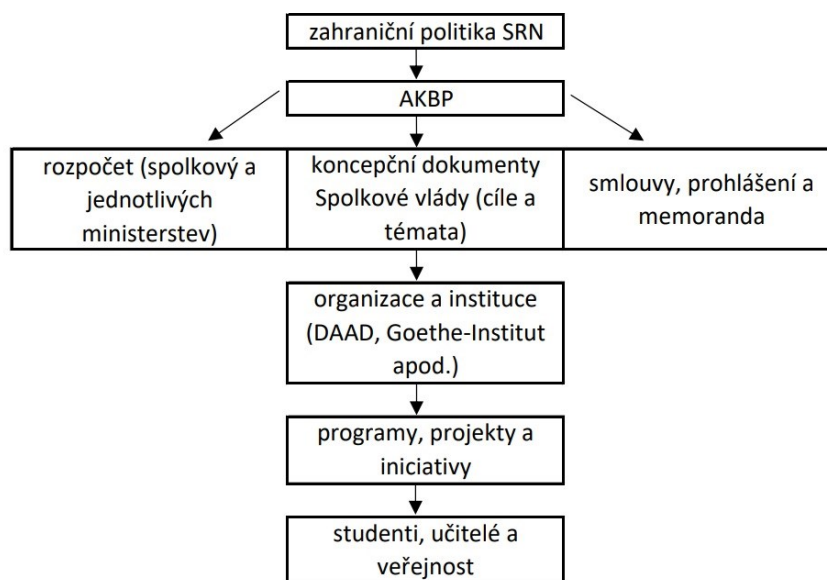 zahraniční politika SRN
AKBP
rozpočet (spolkový a
jednotlivých
ministerstev)
koncepční dokumenty
Spolkové vlády (cíle a
témata)
smlouvy, prohlášení a
memoranda
organizace a instituce
(DAAD, Goethe-Institut
apod.)
programy, projekty a
iniciativy
studenti, učitelé a
veřejnost